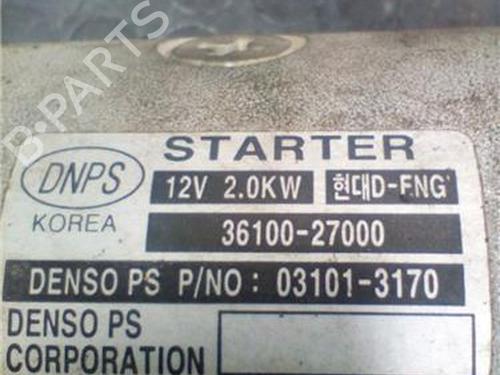 STARTER
DNPS
12V 2.0KW 현대D-FNG
KOREA
36100-27000
DENSO PS P/NO: 03101-3170
DENSO PS
CORPORATION
B-PARTS